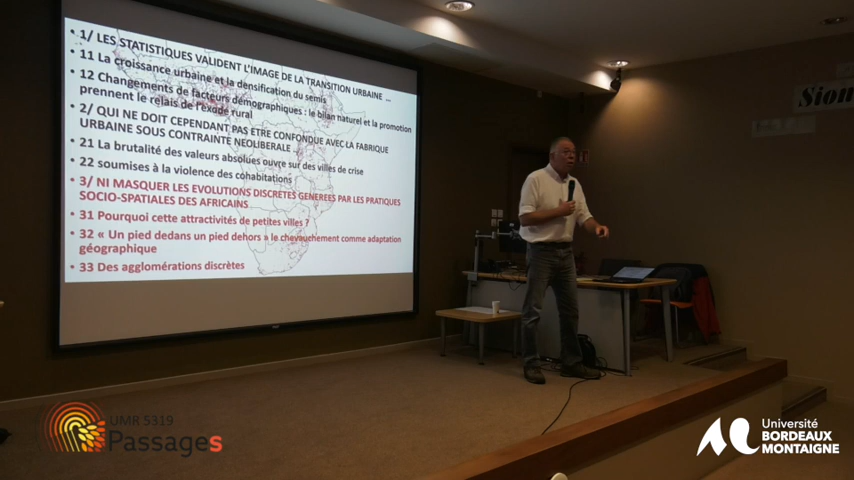 • 1/ LES STATISTIQUES VALIDENT L'IMAGE DE LA TRANSITION URBAINE ...
• 11 La croissance urbaine et la densification du semis
• 12 Changements de facteurs démographiques : le bilan naturel et la promotion
prennent le relais de l'exode rural
• 2/ QUI NE DOIT CEPENDANT PAS ETRE CONFONDUE AVEC LA FABRIQUE
URBAINE SOUS CONTRAINTE NEOLIBERALE ...
21 La brutalité des valeurs absolues ouvre sur des villes de crise
• 22 soumises à la violence des cohabitations
• 3/ NI MASQUER LES EVOLUTIONS DISCRETES GENEREES PAR LES PRATIQUES
SOCIO-SPATIALES DES AFRICAINS
• 31 Pourquoi cette attractivités de petites villes ?
• 32 « Un pied dedans un pied dehors » le chevauchement comme adaptation
géographique
• 33 Des agglomérations discrètes
UMR 5319
Passages
Université
BORDEAUX
MONTAIGNE